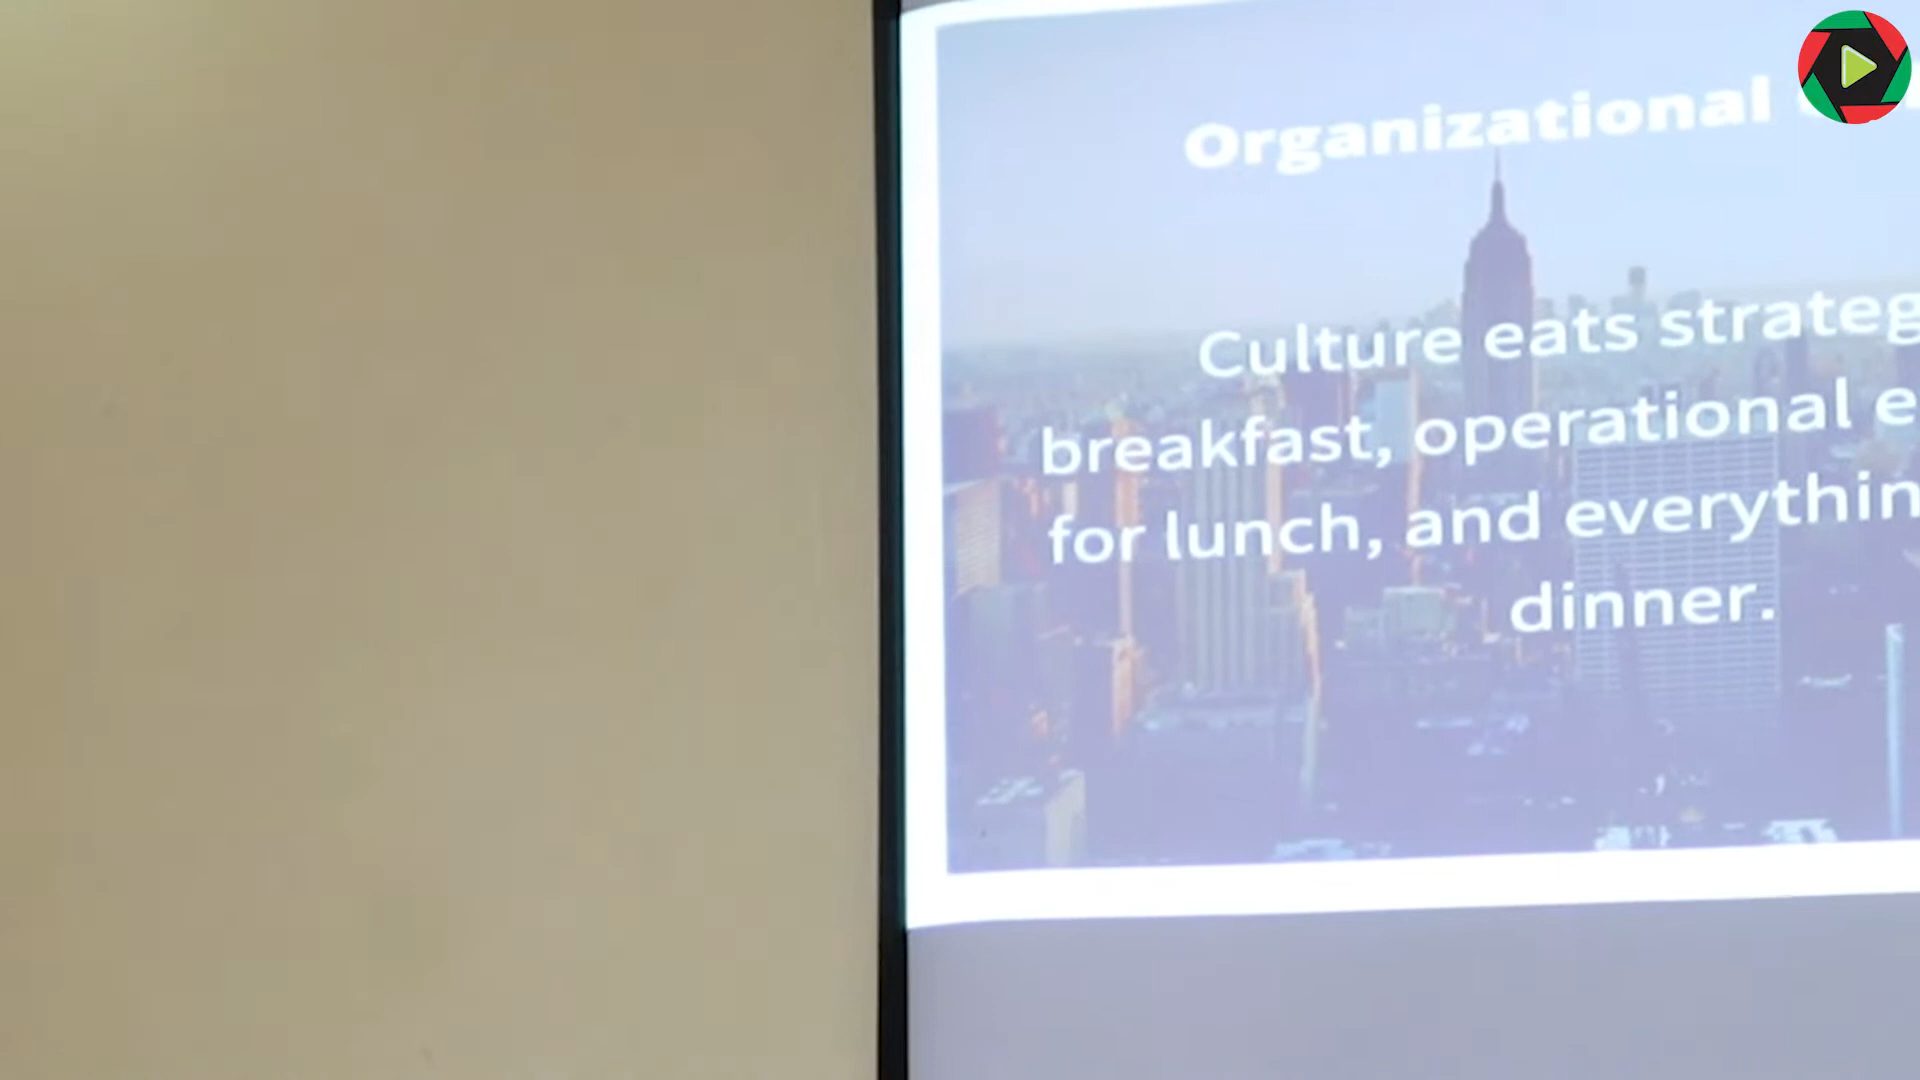 Organizational
Culture eats strateg
breakfast, operational e
for lunch, and everythin
dinner.